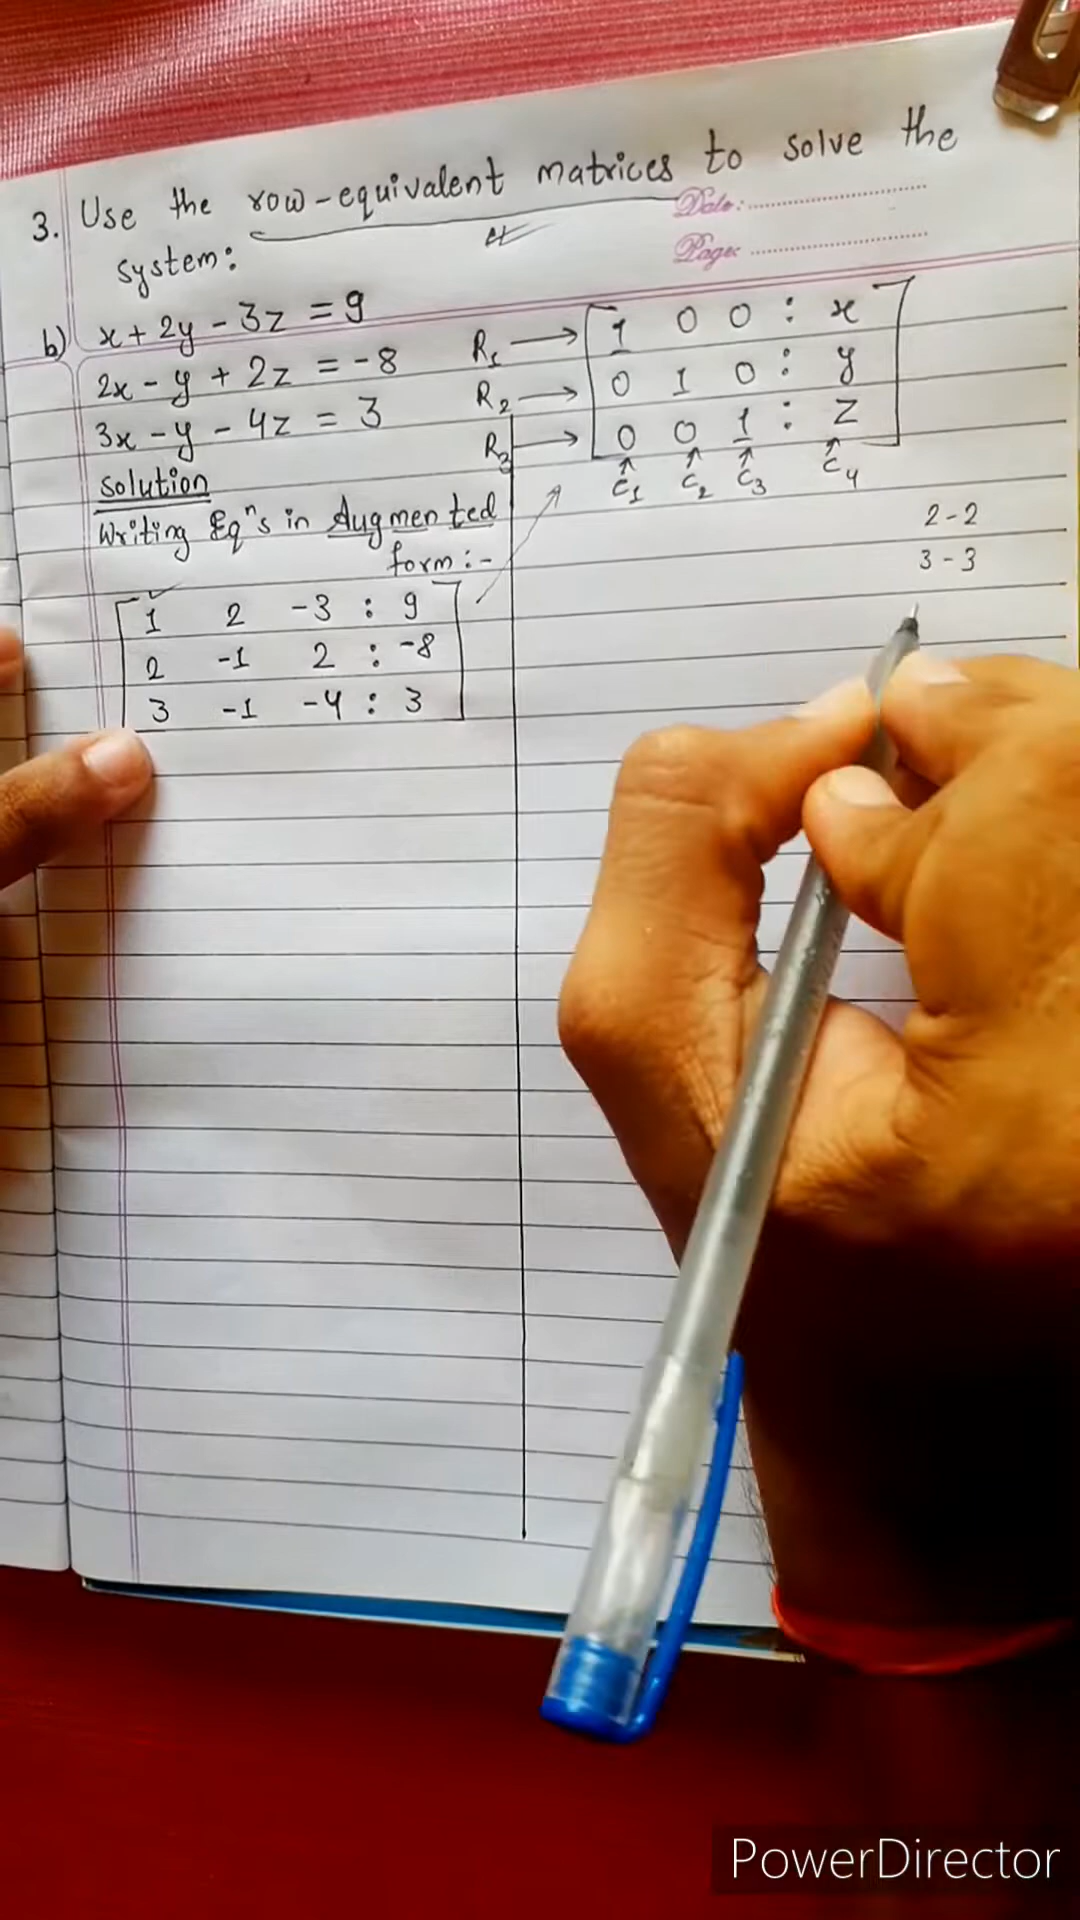 3. Use the row-equivalent matrices to solve the
Date:
system:
Page:
b) x + 2y - 3z = 9
2x - y + 2z = -8
3x - y - 4z = 3
R1 → 1 0 0 : x
R2 → 0 1 0 : y
R3 → 0 0 1 : z
C1 C2 C3 C4
solution
Writing Eqⁿs in Augmented
form :-
2 - 2
3 - 3
1 2 -3 : 9
2 -1 2 : -8
3 -1 -4 : 3
PowerDirector